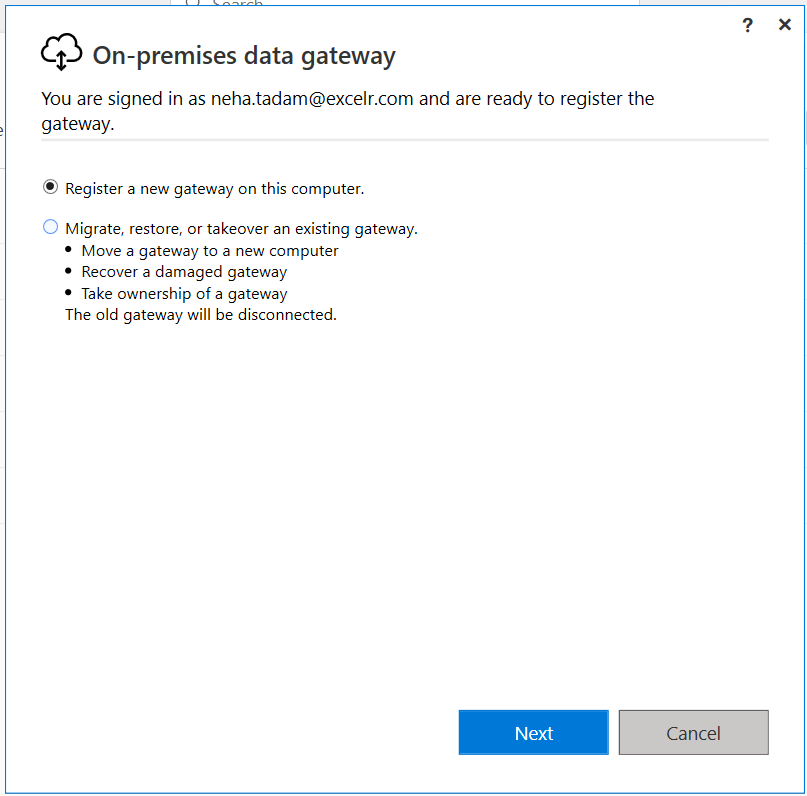 Search
?
On-premises data gateway
You are signed in as neha.tadam@excelr.com and are ready to register the
gateway.
Register a new gateway on this computer.
Migrate, restore, or takeover an existing gateway.
• Move a gateway to a new computer
• Recover a damaged gateway
• Take ownership of a gateway
The old gateway will be disconnected.
Next
Cancel